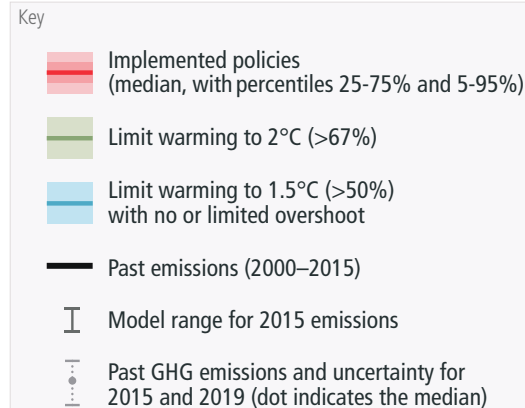 Key
Implemented policies
(median, with percentiles 25-75% and 5-95%)
Limit warming to 2°C (>67%)
Limit warming to 1.5°C (>50%)
with no or limited overshoot
Past emissions (2000–2015)
Model range for 2015 emissions
Past GHG emissions and uncertainty for
2015 and 2019 (dot indicates the median)